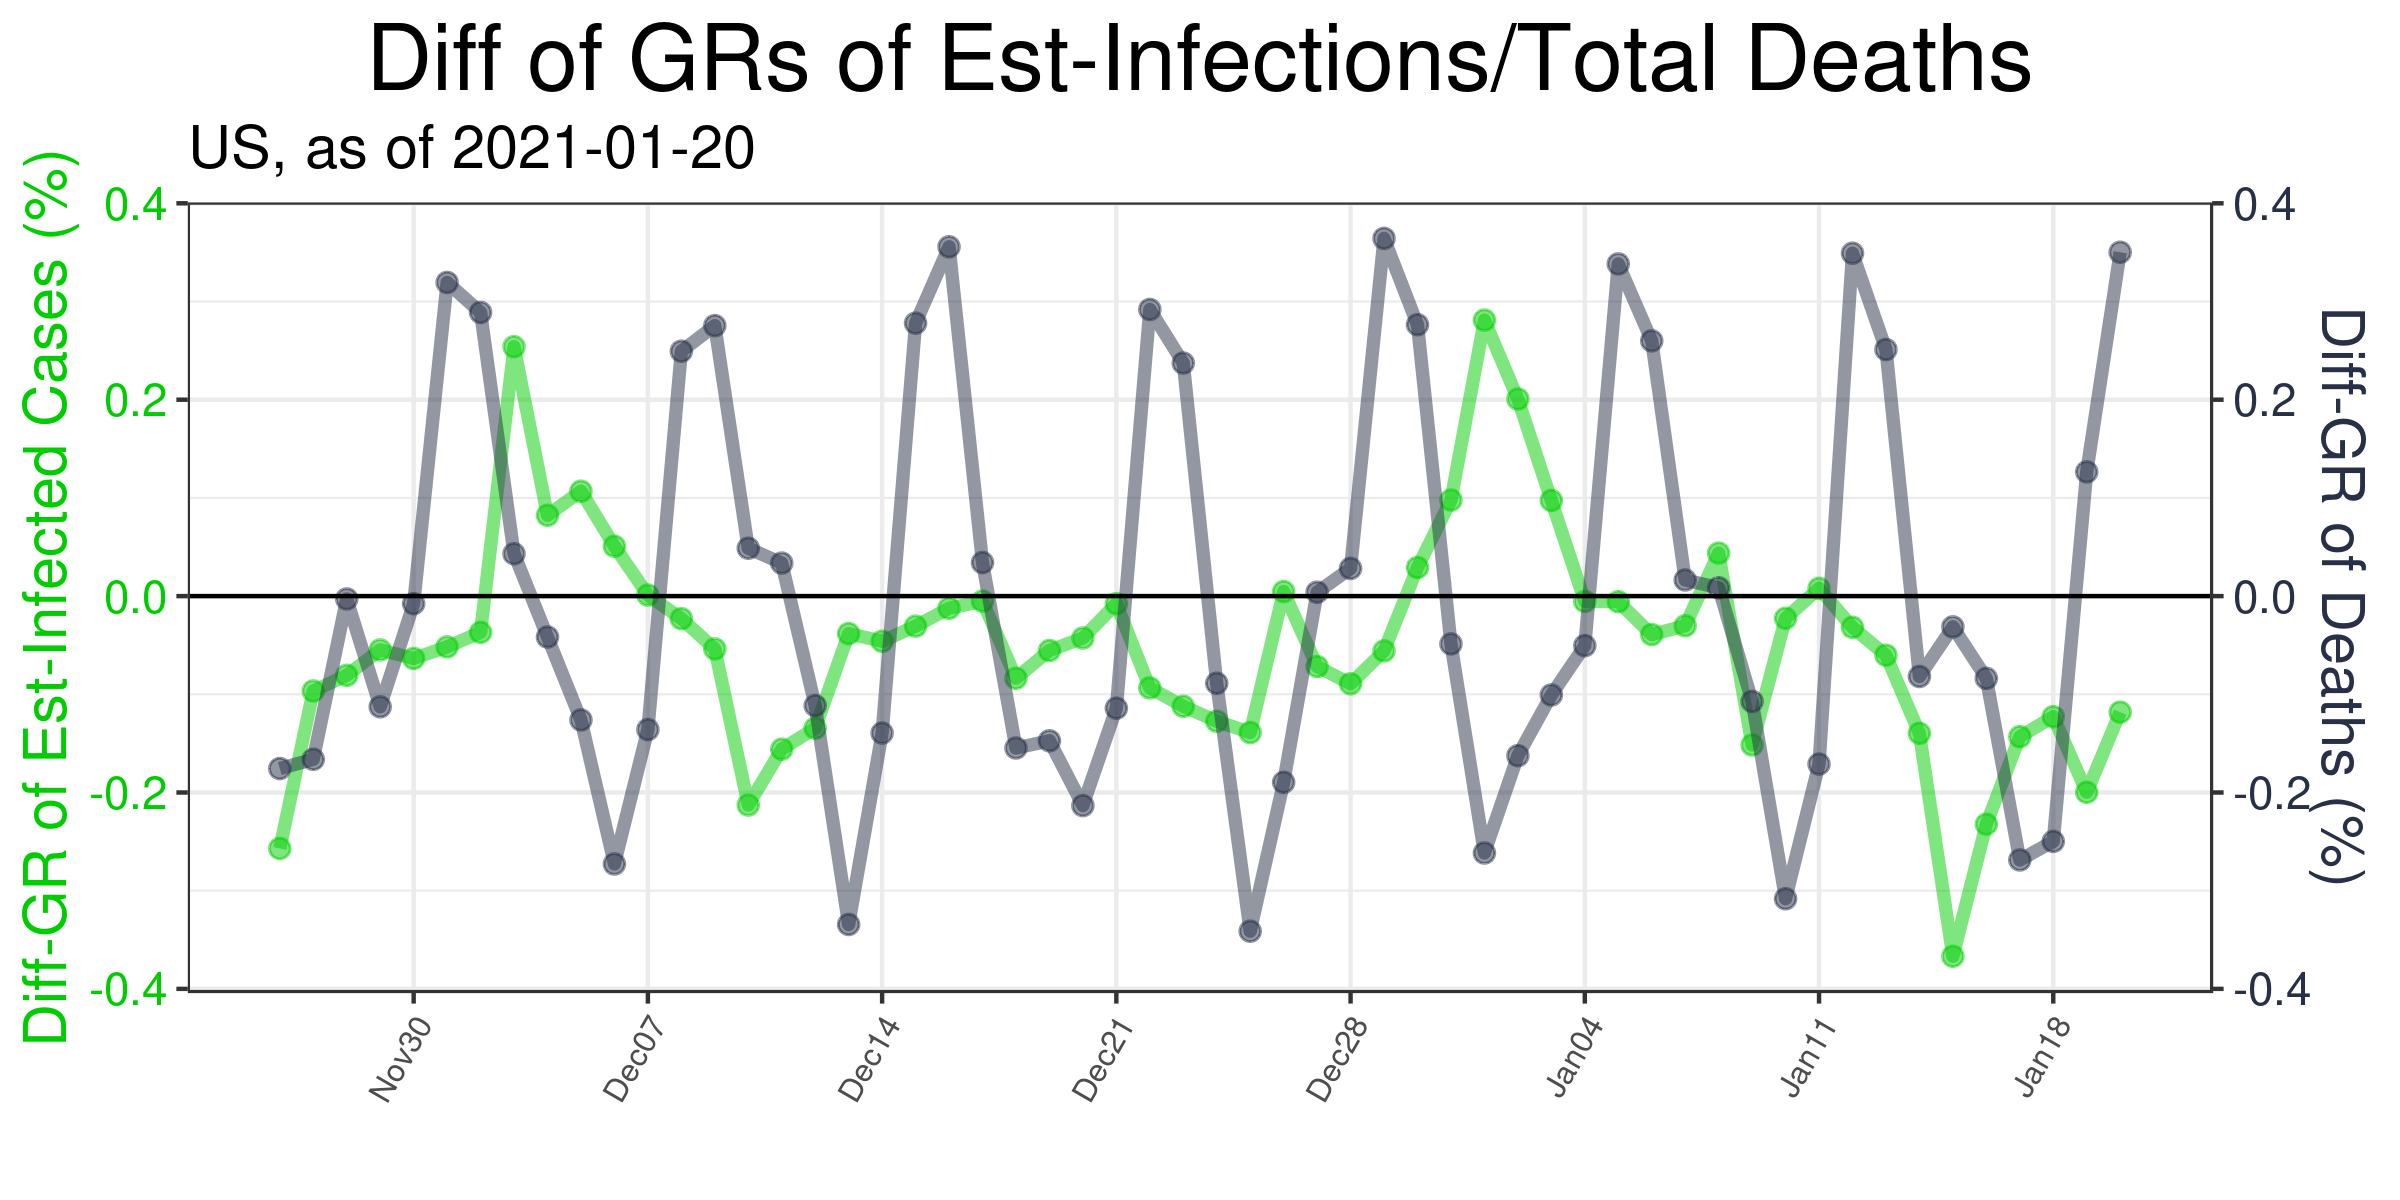 Diff of GRs of Est-Infections/Total Deaths
US, as of 2021-01-20
Diff-GR of Est-Infected Cases (%)
0.4
0.2
0.0
-0.2
-0.4
0.4
0.2
0.0
-0.2
-0.4
Diff-GR of Deaths (%)
Nov30
Dec07
Dec14
Dec21
Dec28
Jan04
Jan11
Jan18